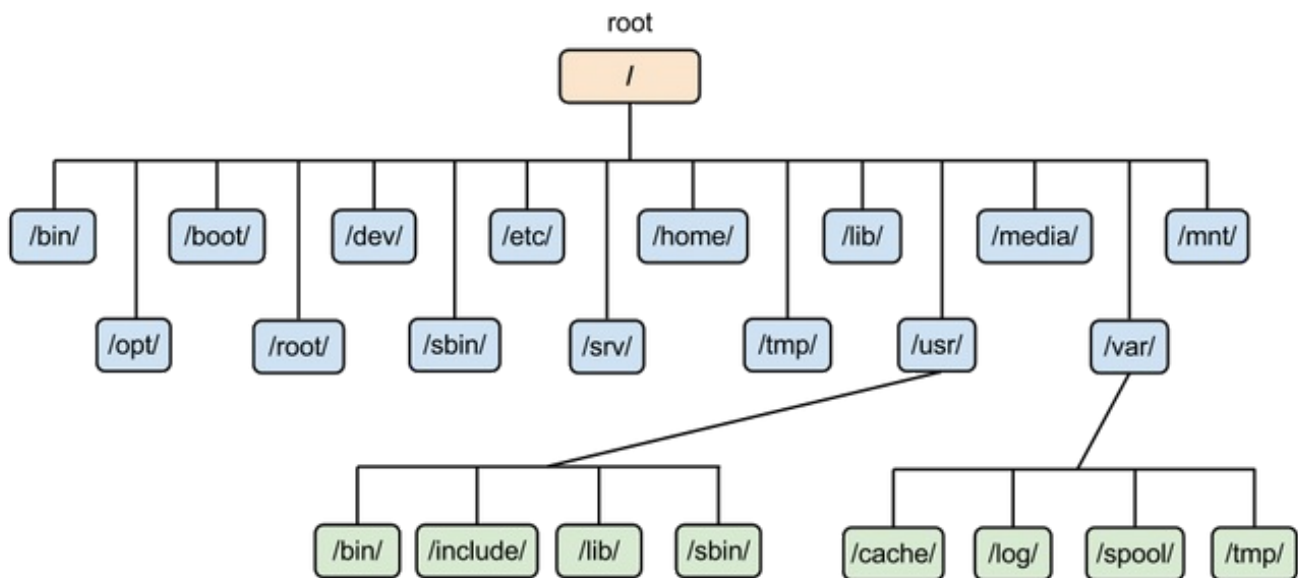 root
/
/bin/ /boot/ /dev/ /etc/ /home/ /lib/ /media/ /mnt/
/opt/ /root/ /sbin/ /srv/ /tmp/ /usr/ /var/
/bin/ /include/ /lib/ /sbin/ /cache/ /log/ /spool/ /tmp/